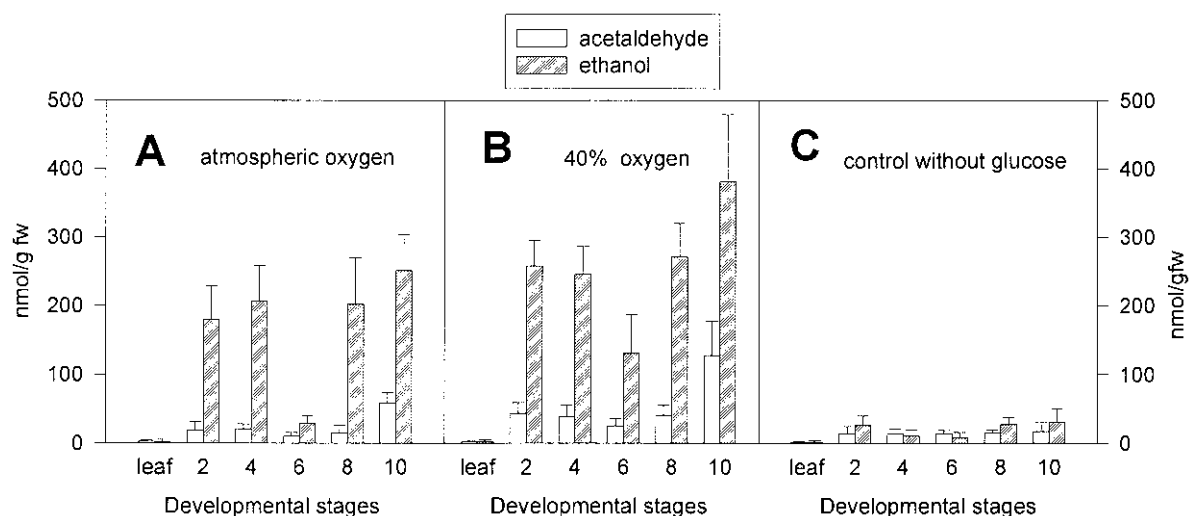 acetaldehyde
ethanol
A atmospheric oxygen
B 40% oxygen
C control without glucose
500 400 300 200 100 0
nmol/g fw
500 400 300 200 100 0
nmol/gfw
leaf 2 4 6 8 10
leaf 2 4 6 8 10
leaf 2 4 6 8 10
Developmental stages
Developmental stages
Developmental stages